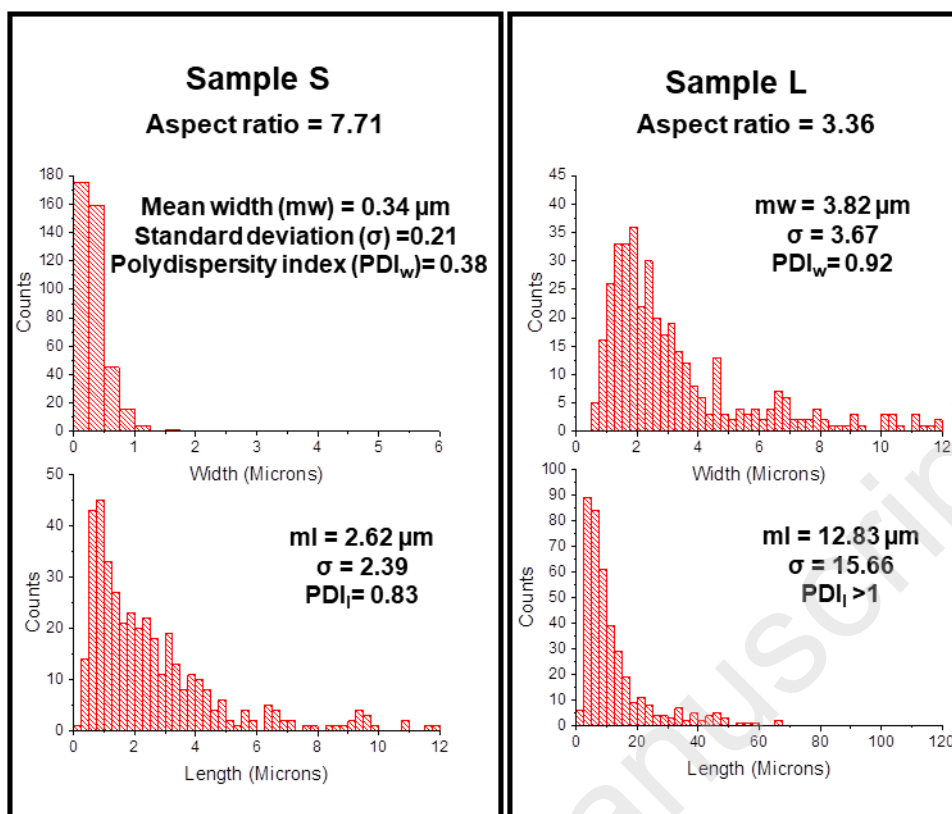 Sample S
Aspect ratio = 7.71
180
160
140
120
100
80
60
40
20
0
Counts
Mean width (mw) = 0.34 µm
Standard deviation (σ) =0.21
Polydispersity index (PDIw)= 0.38
0 1 2 3 4 5 6
Width (Microns)
50
40
30
20
10
0
Counts
ml = 2.62 µm
σ = 2.39
PDIl= 0.83
0 2 4 6 8 10 12
Length (Microns)
Sample L
Aspect ratio = 3.36
45
40
35
30
25
20
15
10
5
0
Counts
mw = 3.82 µm
σ = 3.67
PDIw= 0.92
0 2 4 6 8 10 12
Width (Microns)
100
90
80
70
60
50
40
30
20
10
0
Counts
ml = 12.83 µm
σ = 15.66
PDIl >1
0 20 40 60 80 100 120
Length (Microns)